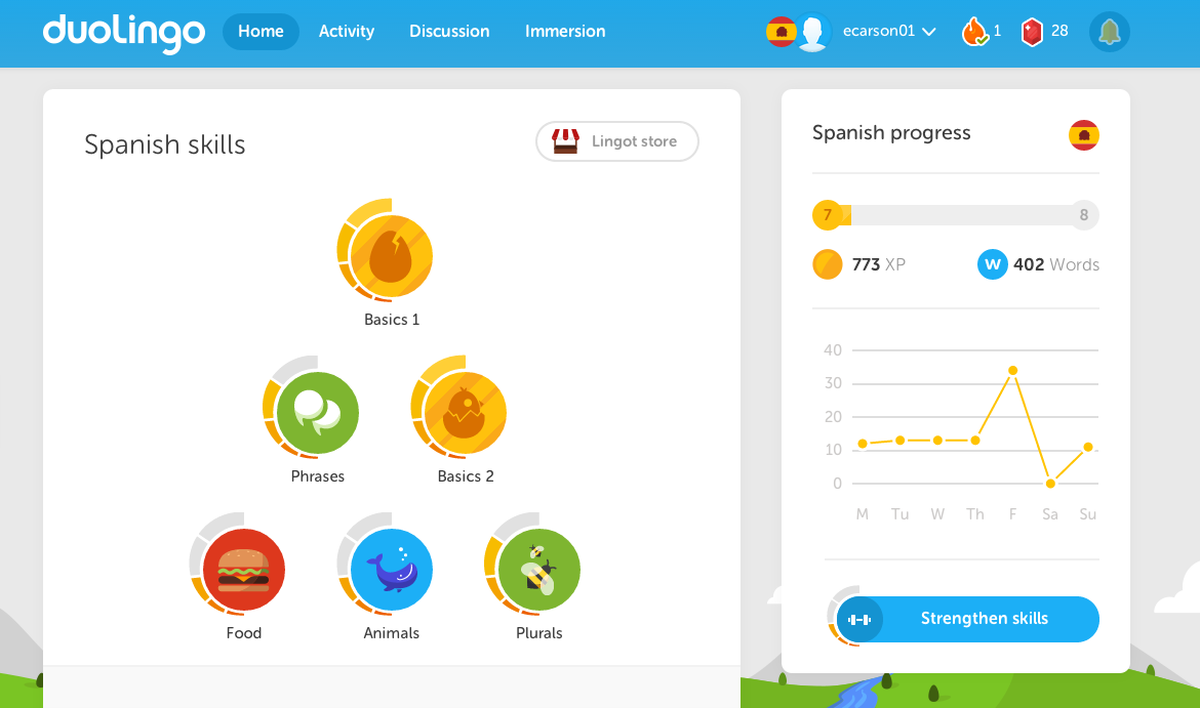 duolingo
Home Activity Discussion Immersion
ecarson01 1 28
Spanish skills
Lingot store
Basics 1
Phrases Basics 2
Food Animals Plurals
Spanish progress
7 8
773 XP
W 402 Words
40
30
20
10
0
M Tu W Th F Sa Su
Strengthen skills